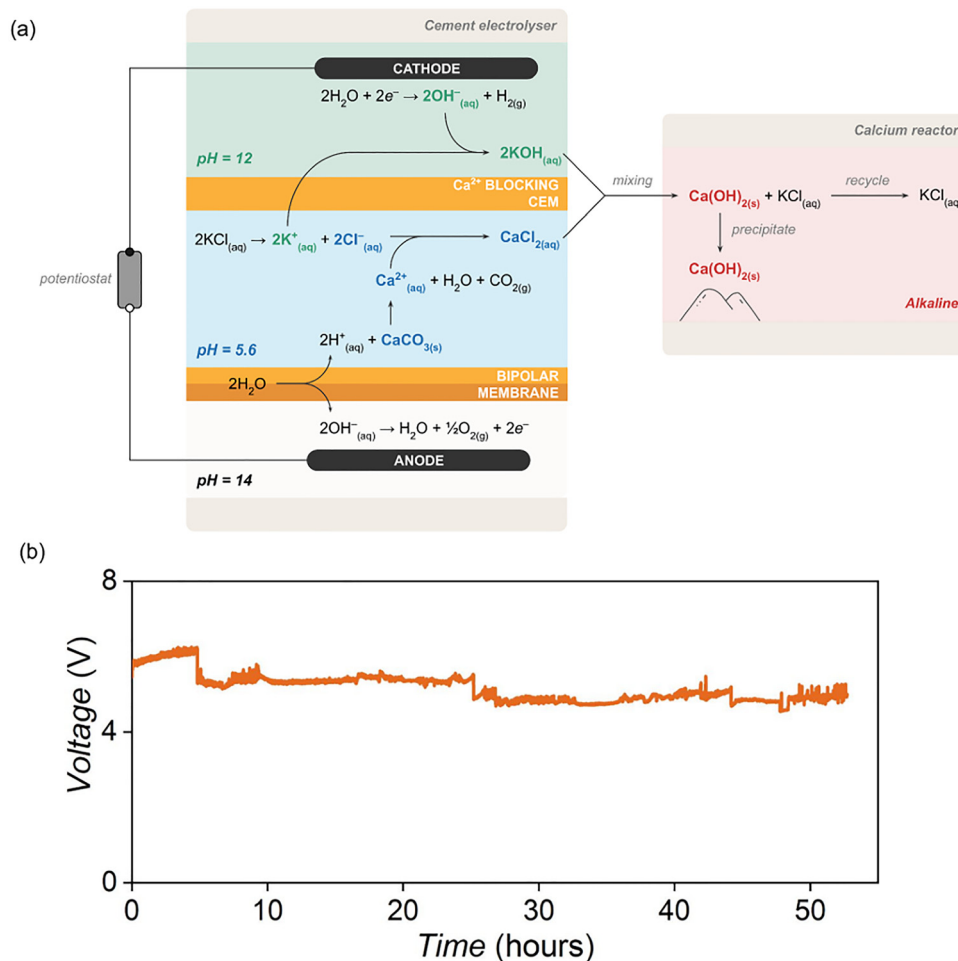 (a)
Cement electrolyser
CATHODE
2H₂O + 2e⁻ → 2OH⁻(aq) + H₂(g)
2KOH(aq)
pH = 12
Ca²⁺ BLOCKING
CEM
2KCl(aq) → 2K⁺(aq) + 2Cl⁻(aq)
CaCl₂(aq)
Ca²⁺(aq) + H₂O + CO₂(g)
2H⁺(aq) + CaCO₃(s)
pH = 5.6
BIPOLAR
2H₂O
MEMBRANE
2OH⁻(aq) → H₂O + ½O₂(g) + 2e⁻
ANODE
pH = 14
potentiostat
mixing
Calcium reactor
Ca(OH)₂(s) + KCl(aq)
recycle
KCl(aq
precipitate
Ca(OH)₂(s)
Alkaline
(b)
Voltage (V)
8
4
0
0 10 20 30 40 50
Time (hours)